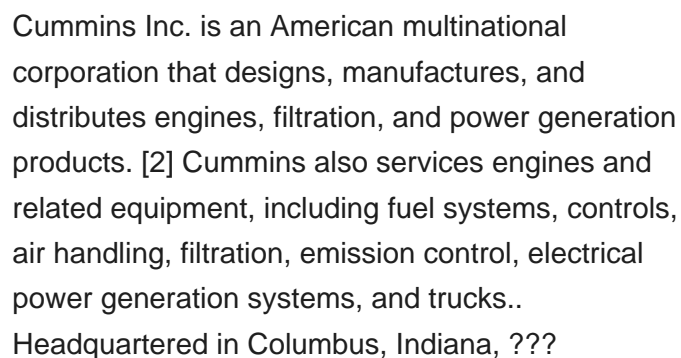 Cummins Inc. is an American multinational
corporation that designs, manufactures, and
distributes engines, filtration, and power generation
products. [2] Cummins also services engines and
related equipment, including fuel systems, controls,
air handling, filtration, emission control, electrical
power generation systems, and trucks..
Headquartered in Columbus, Indiana, ???